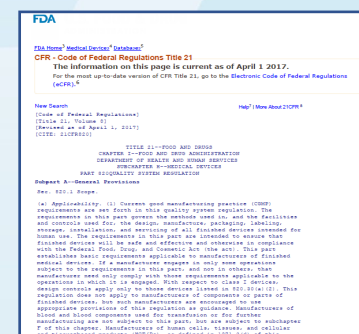 FDA
FDA Home3 Medical Devices4 Databases5
CFR - Code of Federal Regulations Title 21
The information on this page is current as of April 1 2017.
For the most up-to-date version of CFR Title 21, go to the Electronic Code of Federal Regulations
(eCFR).6
New Search Help7 | More About 21CFR8
[Code of Federal Regulations]
[Title 21, Volume 8]
[Revised as of April 1, 2017]
[CITE: 21CFR820]
TITLE 21--FOOD AND DRUGS
CHAPTER I--FOOD AND DRUG ADMINISTRATION
DEPARTMENT OF HEALTH AND HUMAN SERVICES
SUBCHAPTER H--MEDICAL DEVICES
PART 820QUALITY SYSTEM REGULATION
Subpart A--General Provisions
Sec. 820.1 Scope.
(a) Applicability. (1) Current good manufacturing practice (CGMP)
requirements are set forth in this quality system regulation. The
requirements in this part govern the methods used in, and the facilities
and controls used for, the design, manufacture, packaging, labeling,
storage, installation, and servicing of all finished devices intended for
human use. The requirements in this part are intended to ensure that
finished devices will be safe and effective and otherwise in compliance
with the Federal Food, Drug, and Cosmetic Act (the act). This part
establishes basic requirements applicable to manufacturers of finished
medical devices. If a manufacturer engages in only some operations
subject to the requirements in this part, and not in others, that
manufacturer need only comply with those requirements applicable to the
operations in which it is engaged. With respect to class I devices,
design controls apply only to those devices listed in 820.30(a)(2). This
regulation does not apply to manufacturers of components or parts of
finished devices, but such manufacturers are encouraged to use
appropriate provisions of this regulation as guidance. Manufacturers of
blood and blood components used for transfusion or for further
manufacturing are not subject to this part, but are subject to subchapter
F of this chapter. Manufacturers of human cells, tissues, and cellular